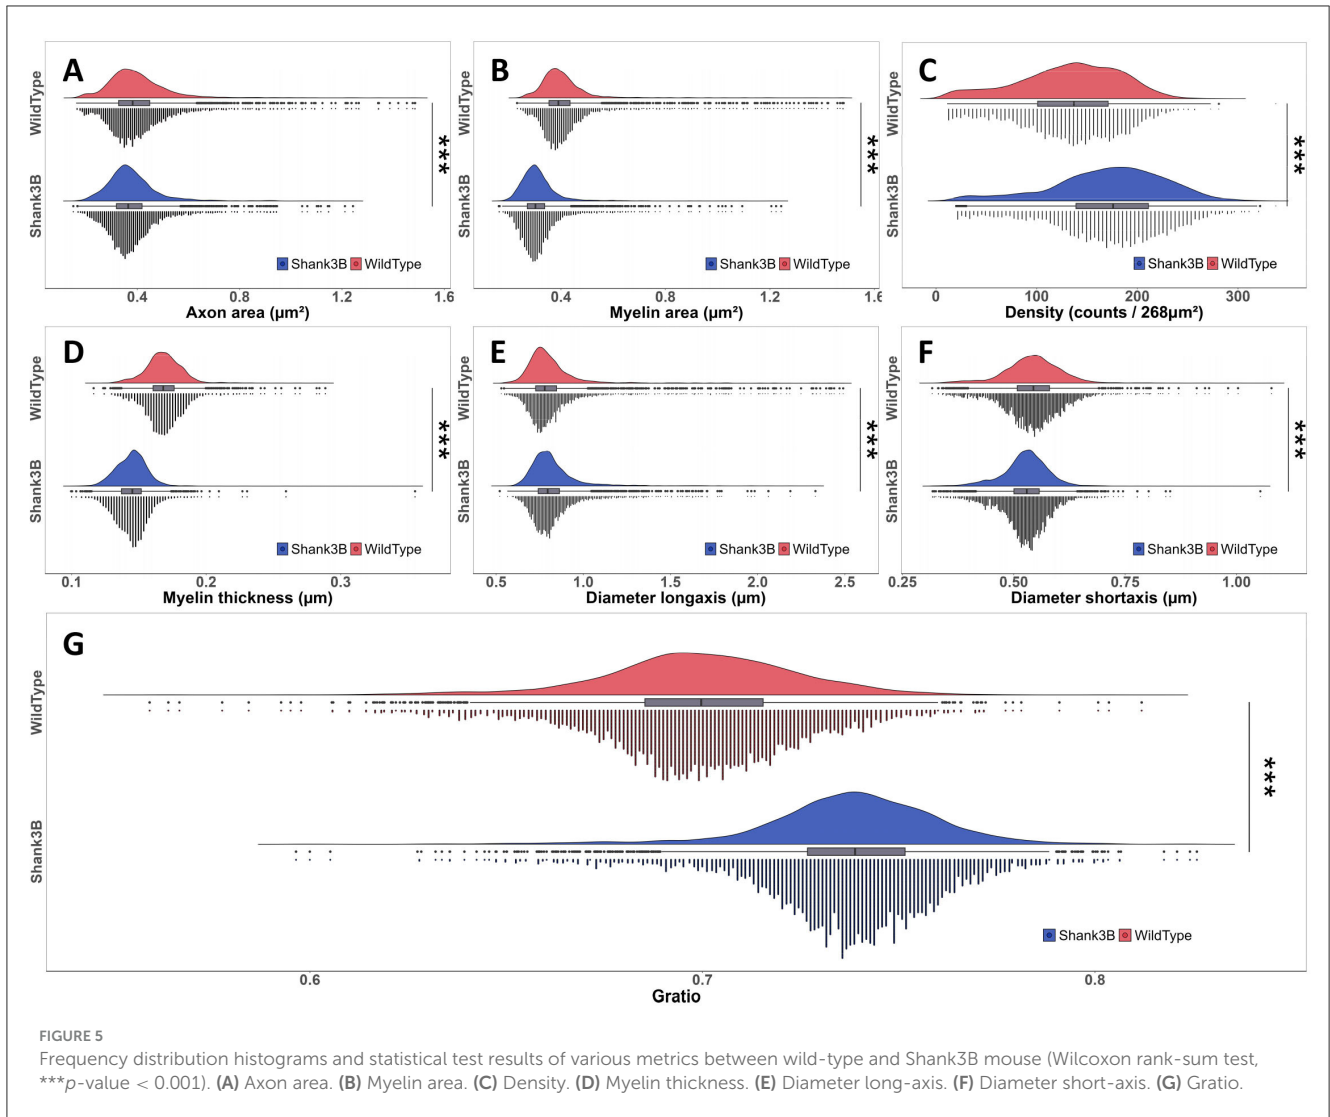 A
WildType
Shank3B
***
Shank3B WildType
0.4 0.8 1.2 1.6
Axon area (μm²)
B
WildType
Shank3B
***
Shank3B WildType
0.4 0.8 1.2 1.6
Myelin area (μm²)
C
WildType
Shank3B
***
Shank3B WildType
0 100 200 300
Density (counts / 268μm²)
D
WildType
Shank3B
***
Shank3B WildType
0.1 0.2 0.3
Myelin thickness (μm)
E
WildType
Shank3B
***
Shank3B WildType
0.5 1.0 1.5 2.0 2.5
Diameter longaxis (μm)
F
WildType
Shank3B
***
Shank3B WildType
0.25 0.50 0.75 1.00
Diameter shortaxis (μm)
G
WildType
Shank3B
***
Shank3B WildType
0.6 0.7 0.8
Gratio
FIGURE 5
Frequency distribution histograms and statistical test results of various metrics between wild-type and Shank3B mouse (Wilcoxon rank-sum test,
***p-value < 0.001). (A) Axon area. (B) Myelin area. (C) Density. (D) Myelin thickness. (E) Diameter long-axis. (F) Diameter short-axis. (G) Gratio.